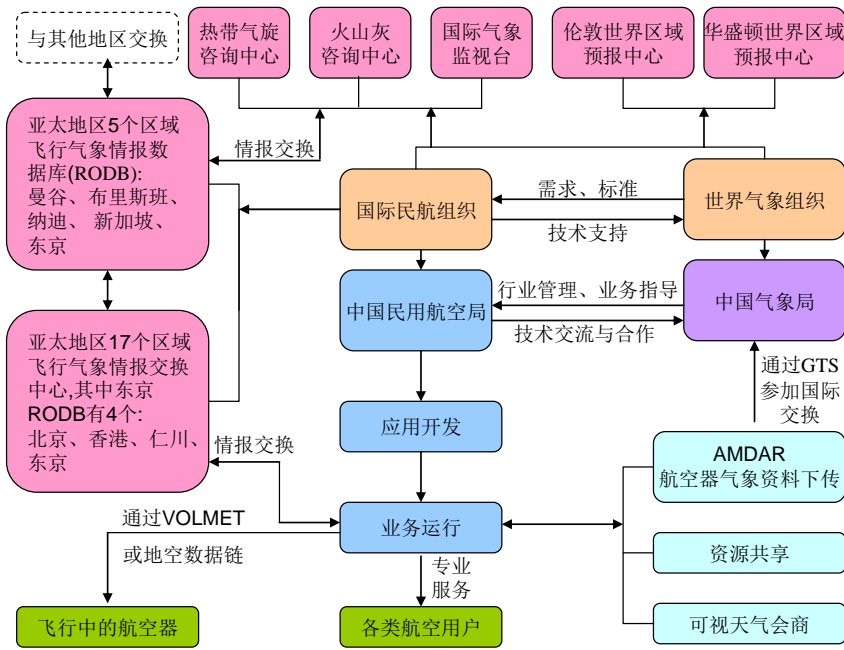 与其他地区交换
热带气旋
咨询中心
火山灰
咨询中心
国际气象
监视台
伦敦世界区域
预报中心
华盛顿世界区域
预报中心
亚太地区5个区域
飞行气象情报数
据库(RODB):
曼谷、布里斯班、
纳迪、 新加坡、
东京
情报交换
国际民航组织
需求、标准
技术支持
世界气象组织
中国民用航空局
行业管理、业务指导
技术交流与合作
中国气象局
亚太地区17个区域
飞行气象情报交换
中心,其中东京
RODB有4个:
北京、香港、仁川、
东京
情报交换
应用开发
通过GTS
参加国际
交换
AMDAR
航空器气象资料下传
通过VOLMET
或地空数据链
业务运行
资源共享
专业
服务
飞行中的航空器
各类航空用户
可视天气会商